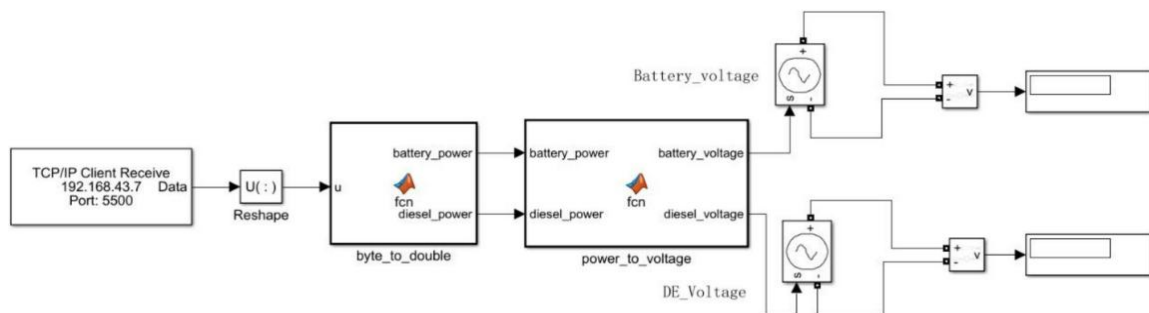 Battery_voltage
+
s
-
+
-
v
TCP/IP Client Receive
192.168.43.7
Port: 5500
Data
U( : )
Reshape
u
battery_power
fcn
diesel_power
byte_to_double
battery_power
diesel_power
fcn
battery_voltage
diesel_voltage
power_to_voltage
DE_Voltage
+
s
-
+
-
v